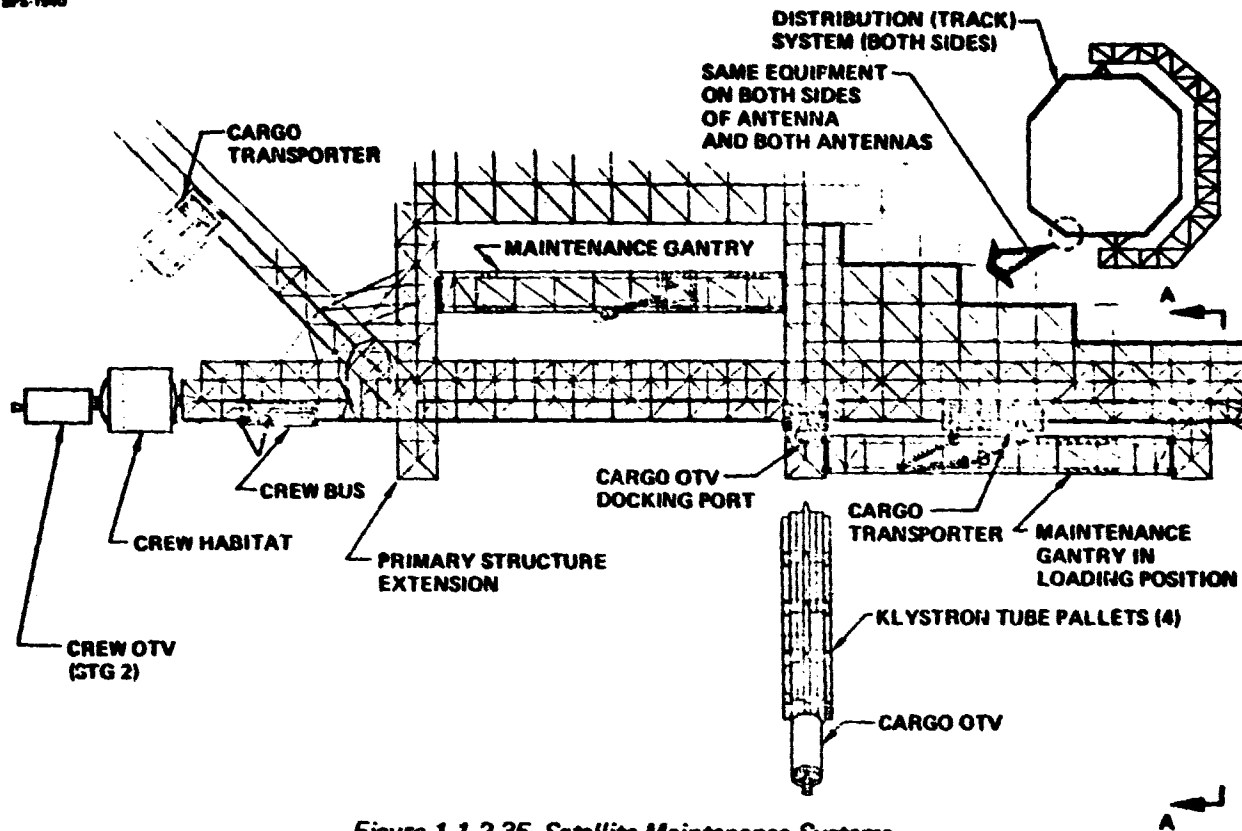 DISTRIBUTION (TRACK)
SYSTEM (BOTH SIDES)
SAME EQUIPMENT
ON BOTH SIDES
OF ANTENNA
AND BOTH ANTENNAS
CARGO
TRANSPORTER
MAINTENANCE GANTRY
A
CREW BUS
CREW HABITAT
PRIMARY STRUCTURE
EXTENSION
CARGO OTV
DOCKING PORT
CARGO
TRANSPORTER
MAINTENANCE
GANTRY IN
LOADING POSITION
KLYSTRON TUBE PALLETS (4)
CREW OTV
(STG 2)
CARGO OTV
A
Figure 1.1.2-35. Satellite Maintenance Systems